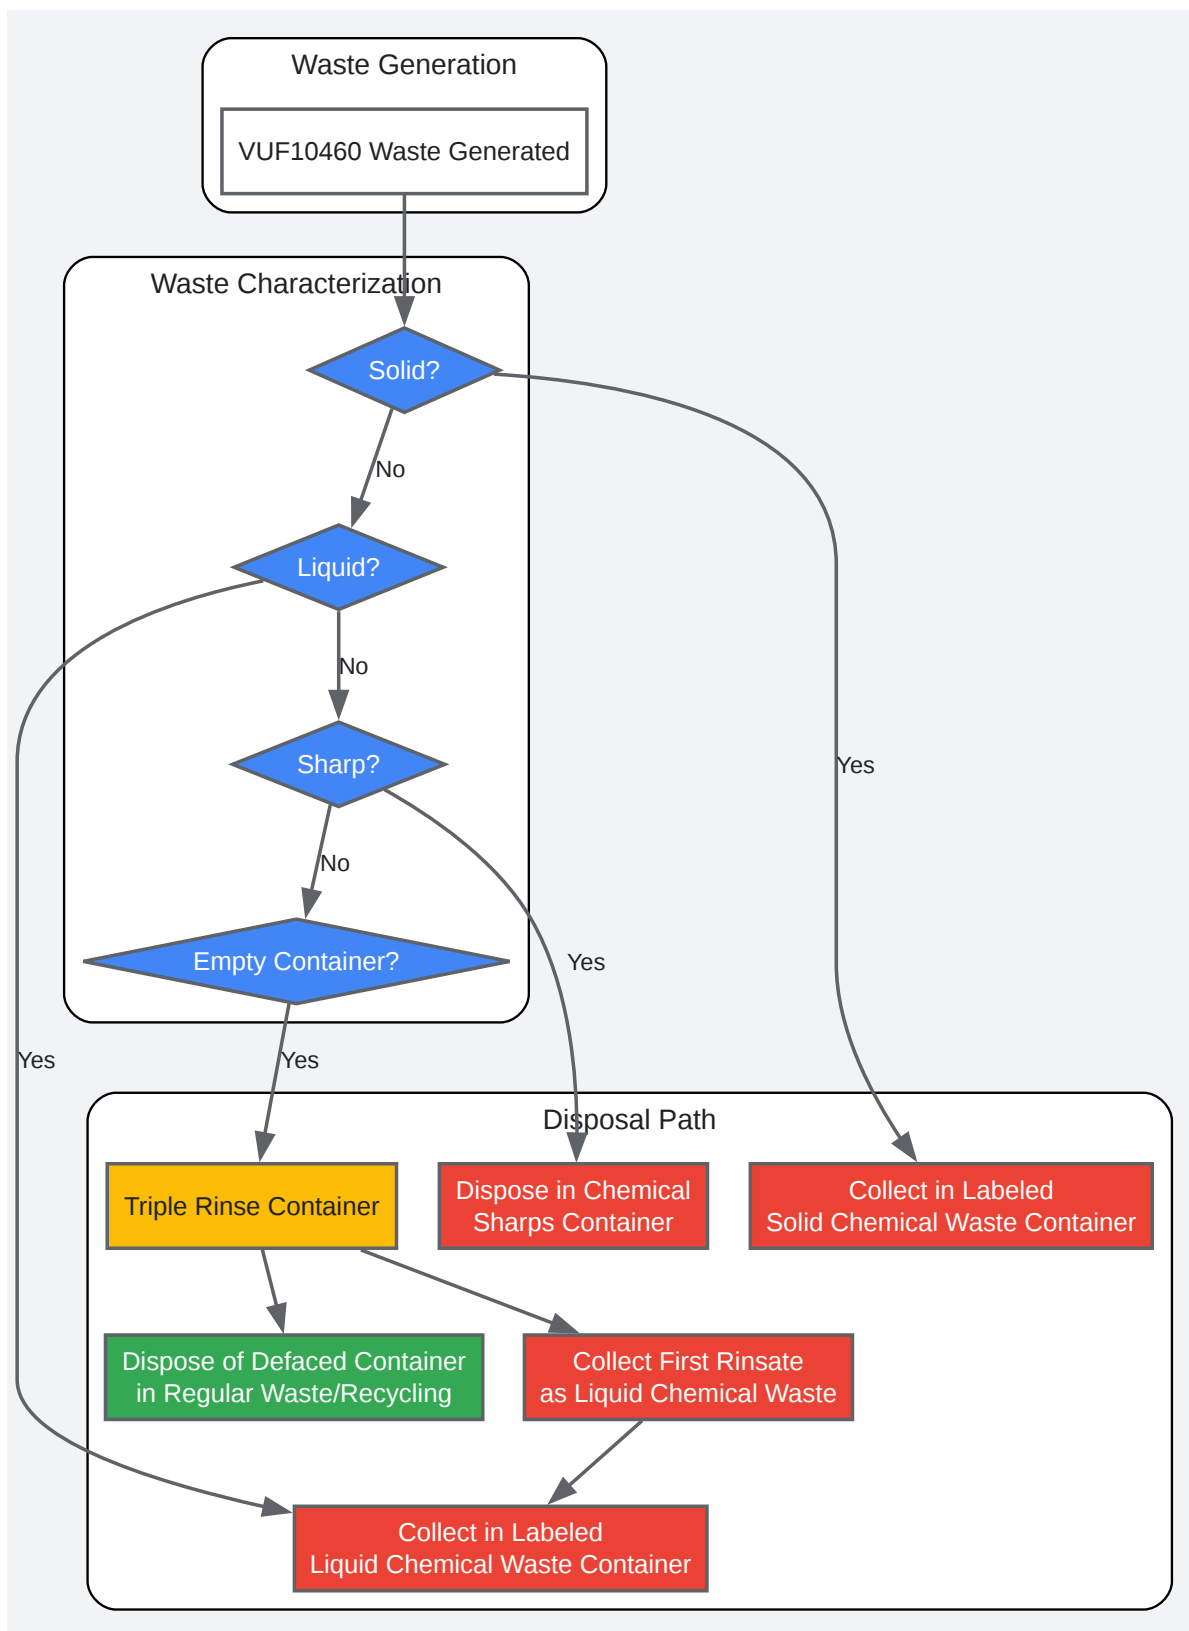 Waste Generation
VUF10460 Waste Generated
Waste Characterization
Solid?
No
Liquid?
No
Sharp?
Yes
No
Empty Container?
Yes
Yes
Yes
Disposal Path
Triple Rinse Container
Dispose in Chemical
Sharps Container
Collect in Labeled
Solid Chemical Waste Container
Dispose of Defaced Container
in Regular Waste/Recycling
Collect First Rinsate
as Liquid Chemical Waste
Collect in Labeled
Liquid Chemical Waste Container